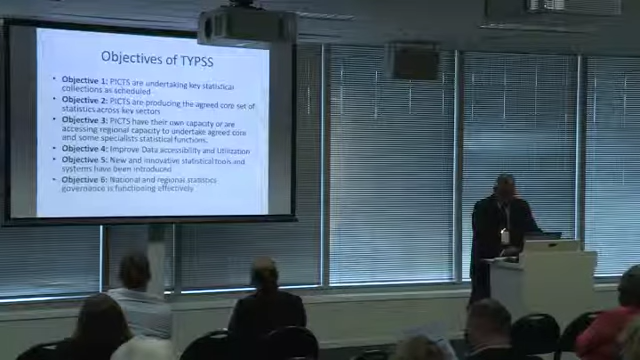 Objectives of TYPSS
• Objective 1: PICTS are undertaking key statistical
collections as scheduled
• Objective 2: PICTs are producing the agreed core set of
statistics across key sectors
• Objective 3: PICTs have their own capacity or are
accessing regional capacity to undertake agreed core
and some specialists statistical functions.
• Objective 4: Improve Data accessibility and Utilization
• Objective 5: New and innovative statistical tools and
systems have been introduced
• Objective 6: National and regional statistics
governance is functioning effectively